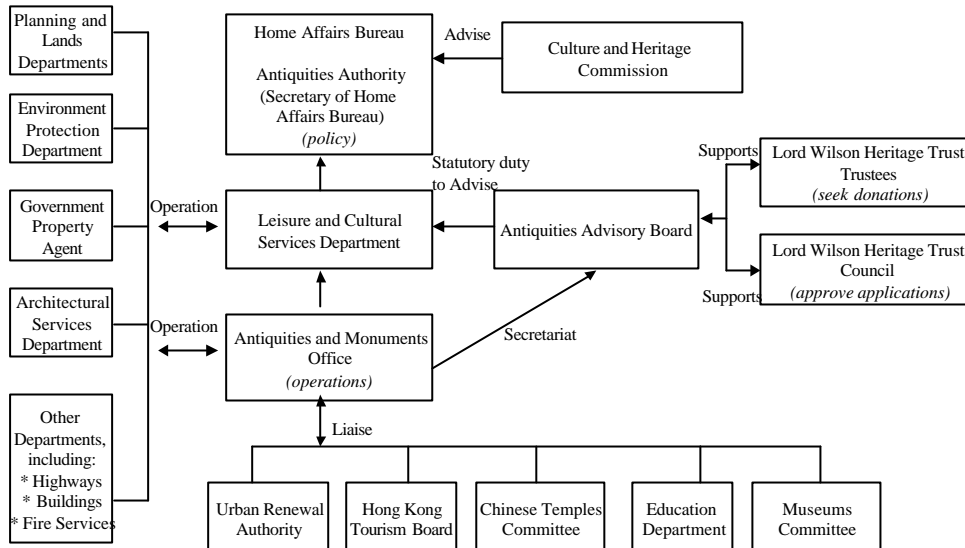 Planning and
Lands
Departments
Environment
Protection
Department
Government
Property
Agent
Architectural
Services
Department
Other
Departments,
including:
* Highways
* Buildings
* Fire Services
Operation
Operation
Home Affairs Bureau
Antiquities Authority
(Secretary of Home
Affairs Bureau)
(policy)
Advise
Culture and Heritage
Commission
Statutory duty
to Advise
Leisure and Cultural
Services Department
Antiquities Advisory Board
Supports
Lord Wilson Heritage Trust
Trustees
(seek donations)
Lord Wilson Heritage Trust
Council
(approve applications)
Supports
Antiquities and Monuments
Office
(operations)
Secretariat
Liaise
Urban Renewal
Authority
Hong Kong
Tourism Board
Chinese Temples
Committee
Education
Department
Museums
Committee